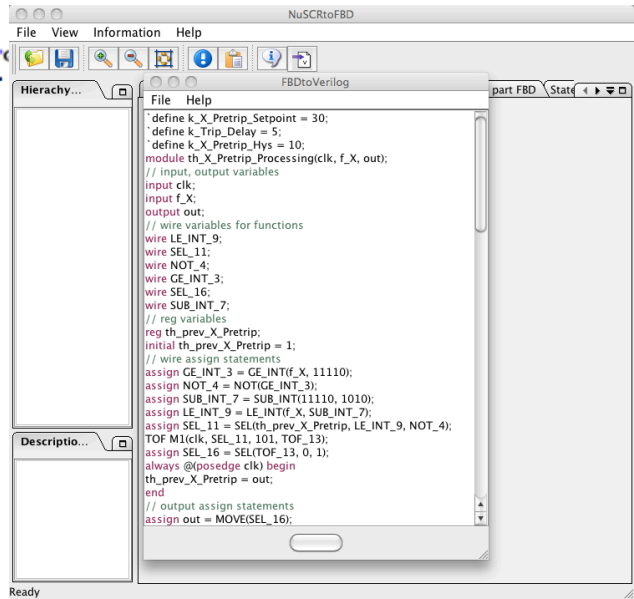 NuSCRtoFBD
File View Information Help
Hierachy...
part FBD State
FBDtoVerilog
File Help
`define k_X_Pretrip_Setpoint = 30;
`define k_Trip_Delay = 5;
`define k_X_Pretrip_Hys = 10;
module th_X_Pretrip_Processing(clk, f_X, out);
// input, output variables
input clk;
input f_X;
output out;
// wire variables for functions
wire LE_INT_9;
wire SEL_11;
wire NOT_4;
wire GE_INT_3;
wire SEL_16;
wire SUB_INT_7;
// reg variables
reg th_prev_X_Pretrip;
initial th_prev_X_Pretrip = 1;
// wire assign statements
assign GE_INT_3 = GE_INT(f_X, 11110);
assign NOT_4 = NOT(GE_INT_3);
assign SUB_INT_7 = SUB_INT(11110, 1010);
assign LE_INT_9 = LE_INT(f_X, SUB_INT_7);
assign SEL_11 = SEL(th_prev_X_Pretrip, LE_INT_9, NOT_4);
TOF M1(clk, SEL_11, 101, TOF_13);
assign SEL_16 = SEL(TOF_13, 0, 1);
always @(posedge clk) begin
th_prev_X_Pretrip = out;
end
// output assign statements
assign out = MOVE(SEL_16);
Descriptio...
Ready